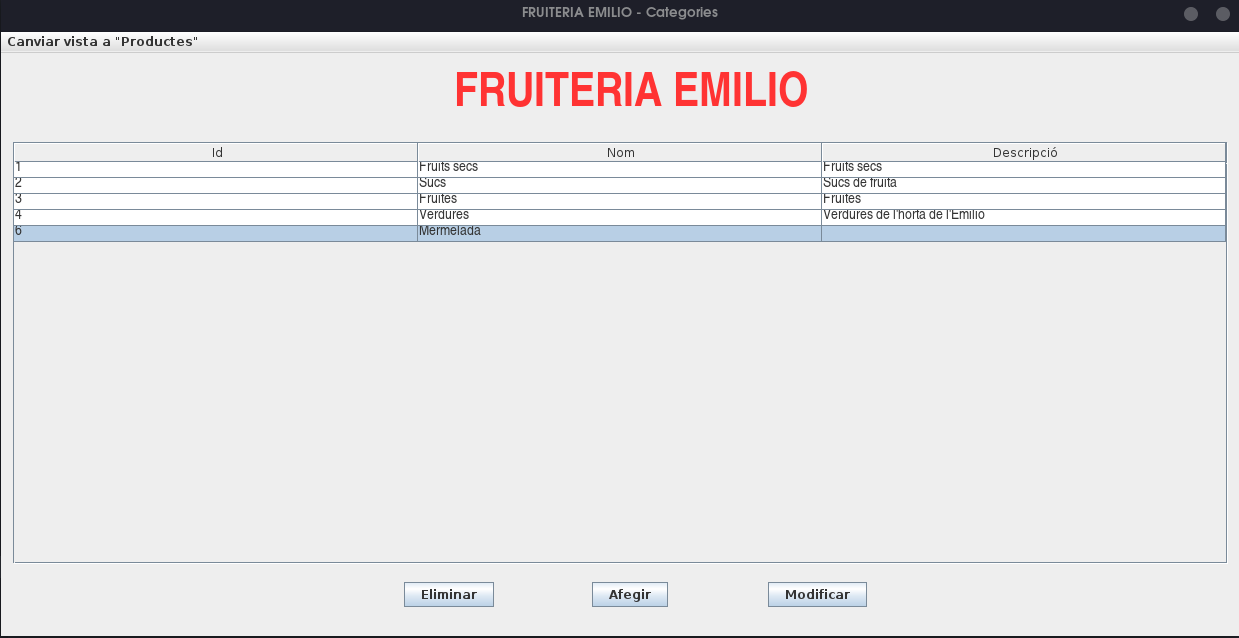 FRUITERIA EMILIO - Categories
Canviar vista a "Productes"
FRUITERIA EMILIO
Id Nom Descripció
1 Fruits secs Fruits secs
2 Sucs Sucs de fruita
3 Fruites Fruites
4 Verdures Verdures de l'horta de l'Emilio
6 Mermelada
Eliminar Afegir Modificar